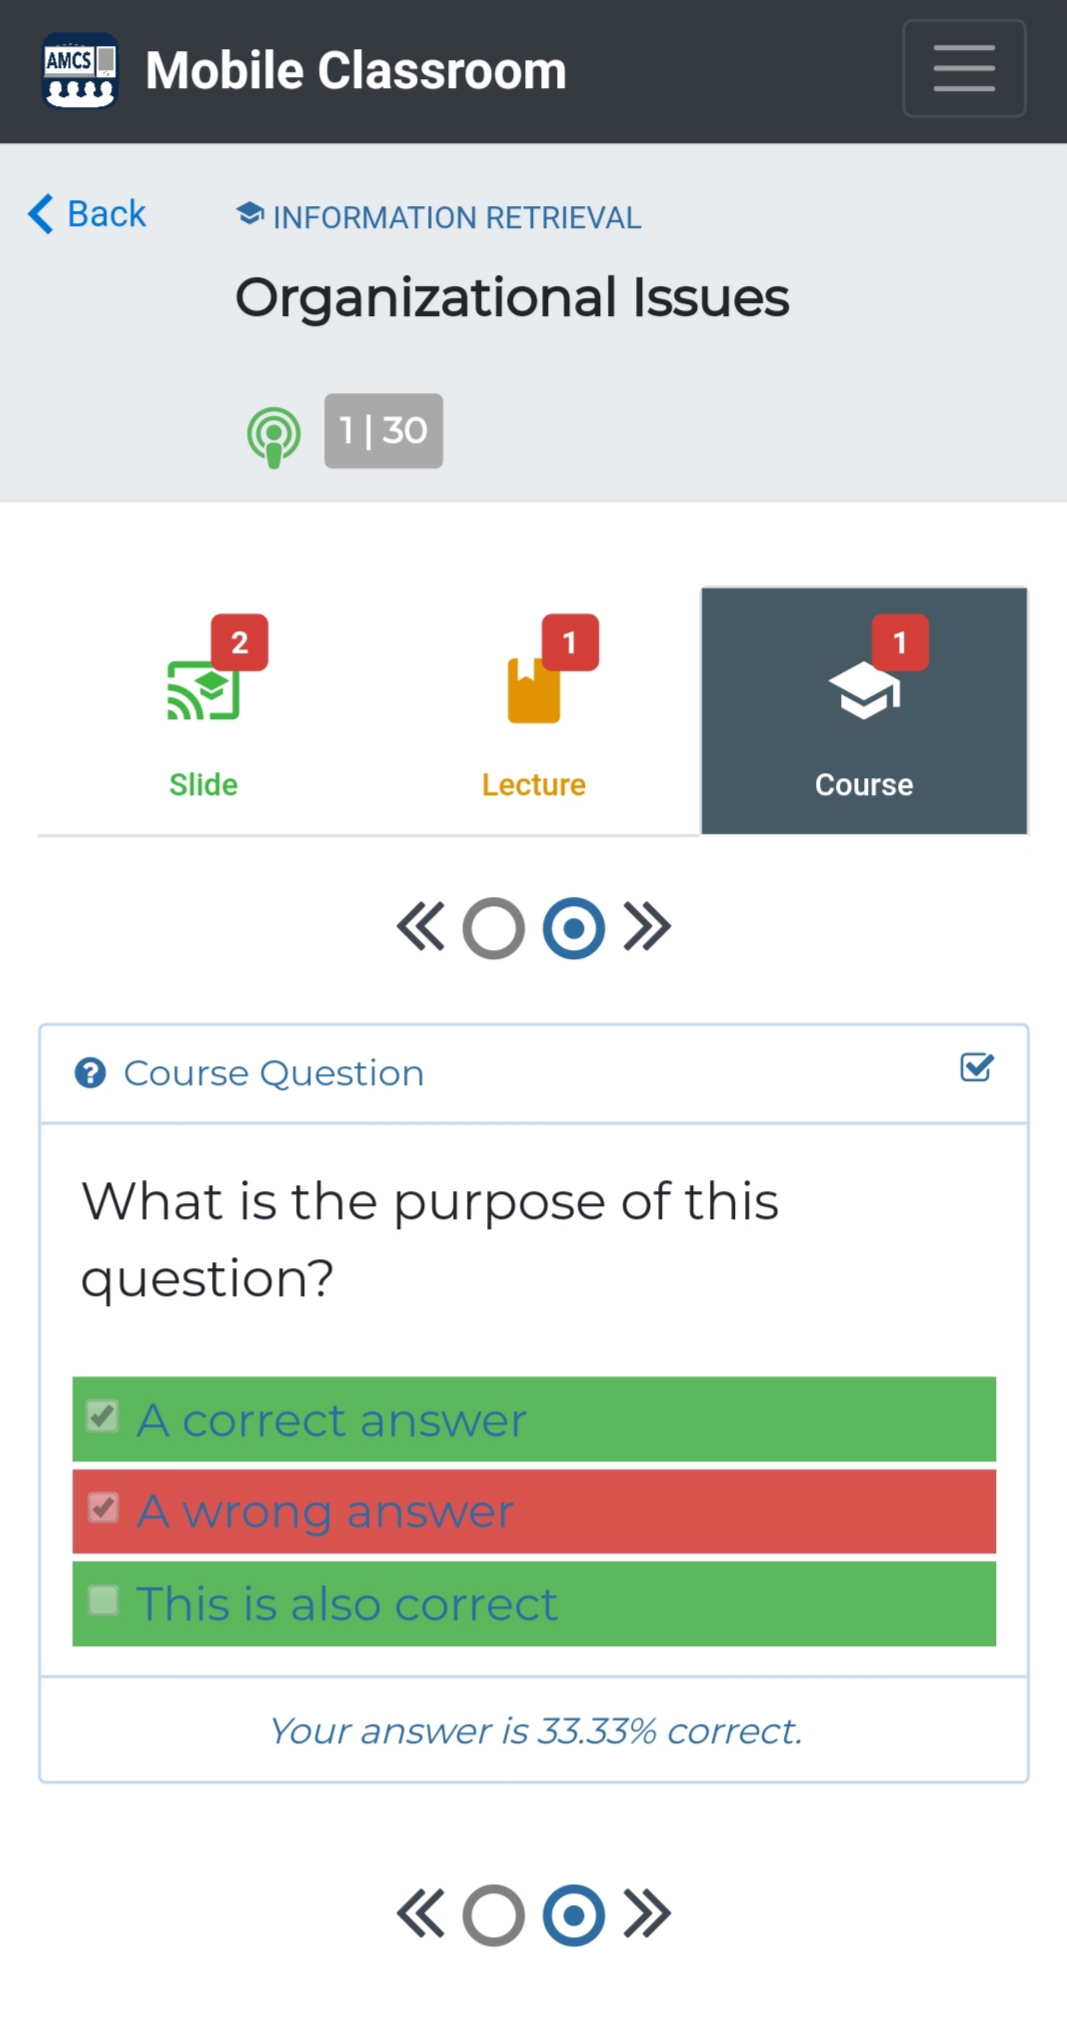 AMCS
Mobile Classroom
Back
INFORMATION RETRIEVAL
Organizational Issues
1 | 30
2
1
1
Slide
Lecture
Course
? Course Question
What is the purpose of this
question?
A correct answer
A wrong answer
This is also correct
Your answer is 33.33% correct.